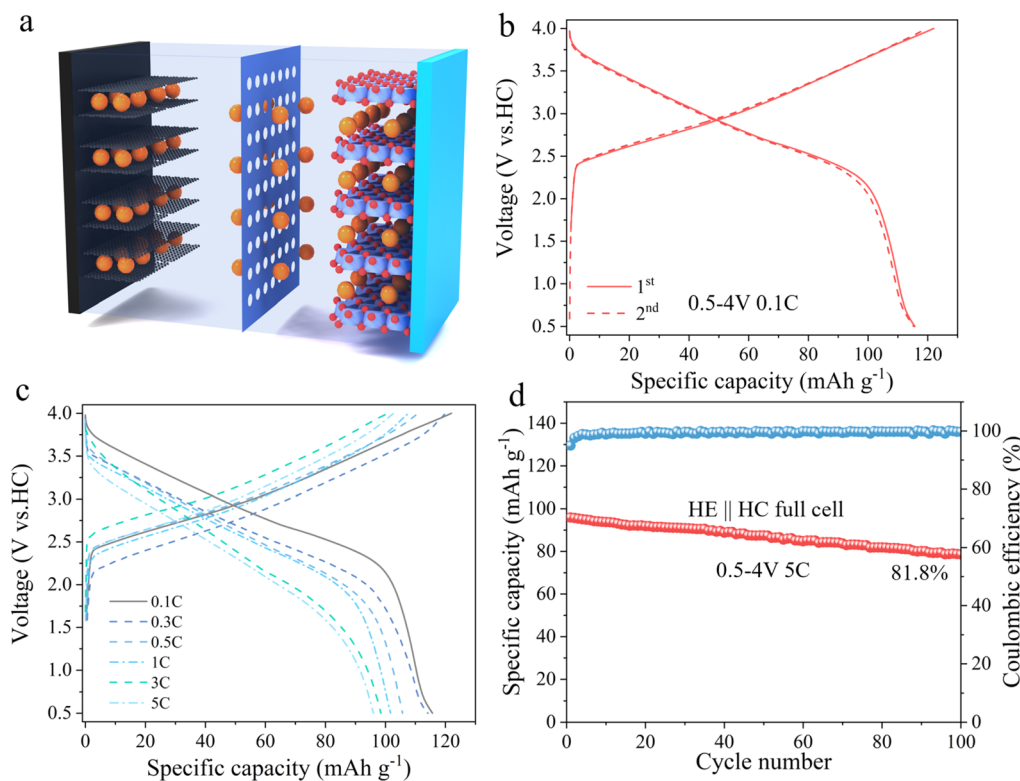 a
b
4.0
3.5
3.0
2.5
2.0
1.5
1.0
0.5
Voltage (V vs.HC)
1st
2nd
0.5-4V 0.1C
0 20 40 60 80 100 120
Specific capacity (mAh g-1)
c
4.0
3.5
3.0
2.5
2.0
1.5
1.0
0.5
Voltage (V vs.HC)
0.1C
0.3C
0.5C
1C
3C
5C
0 20 40 60 80 100 120
Specific capacity (mAh g-1)
d
140
120
100
80
60
40
20
0
Specific capacity (mAh g-1)
HE || HC full cell
0.5-4V 5C
81.8%
100
80
60
40
20
0
Coulombic efficiency (%)
0 20 40 60 80 100
Cycle number